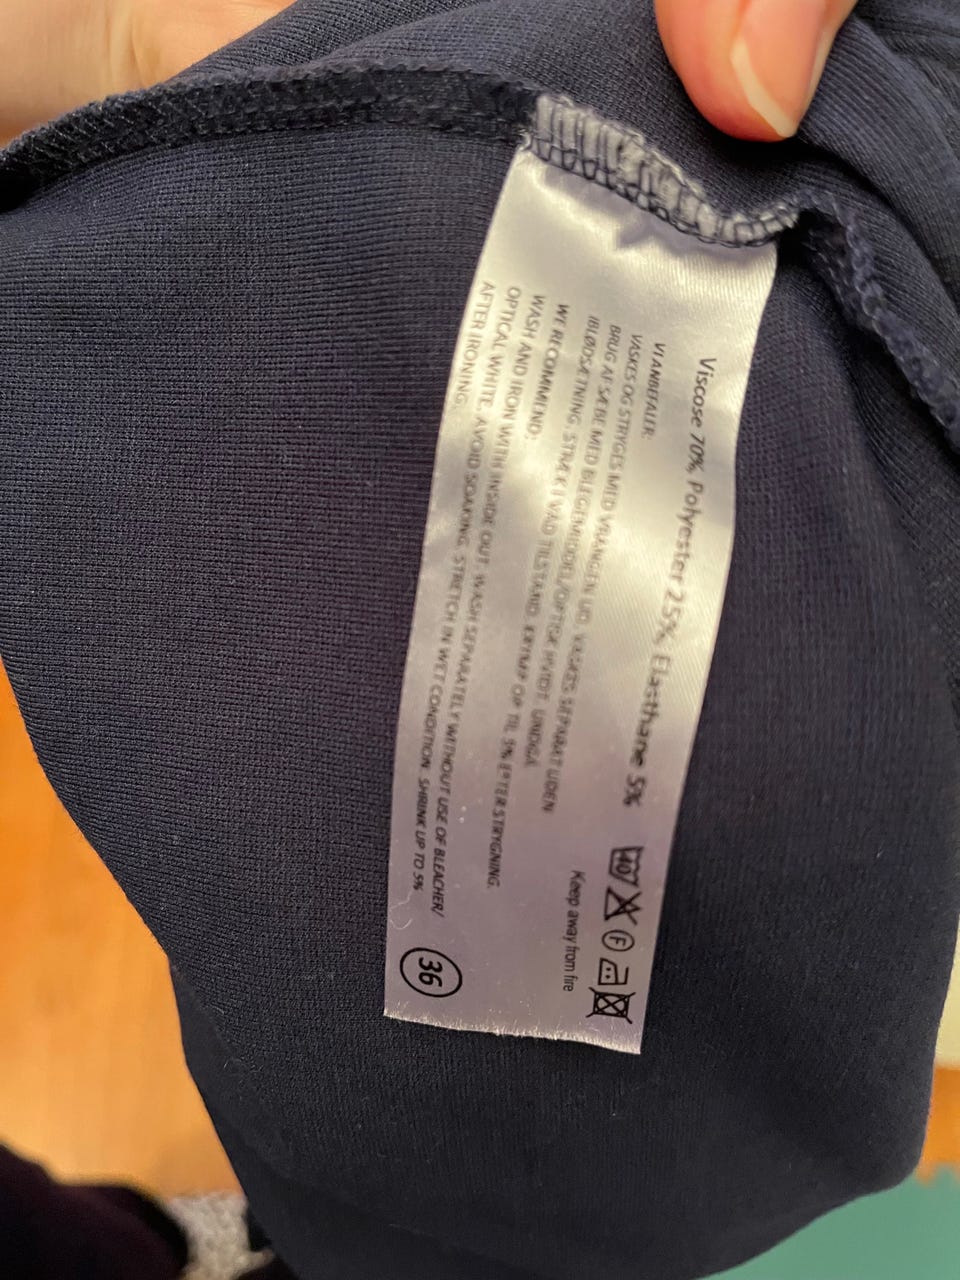 Viscose 70% Polyester 25% Elasthane 5%
VI ANBEFALER:
VASKES OG STRYGES MED VRANGEN UD. VASKES SEPARAT UDEN
BRUG AF SÆBE MED BLEGEMIDDEL/OPTISK HVIDT. UNDGÅ
IBLØDSÆTNING. STRÆK I VÅD TILSTAND. KRYMP OP TIL 5% EFTER STRYGNING.
WE RECOMMEND:
WASH AND IRON WITH INSIDE OUT. WASH SEPARATELY WITHOUT USE OF BLEACHER/
OPTICAL WHITE. AVOID SOAKING. STRETCH IN WET CONDITION. SHRINK UP TO 5%
AFTER IRONING.
40
F
Keep away from fire
36